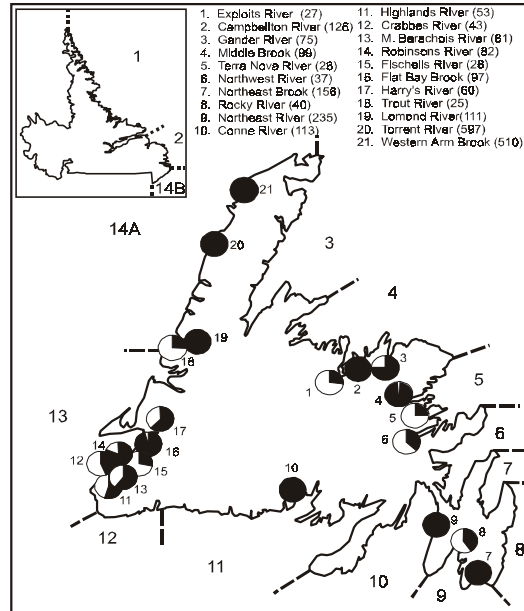 1. Exploits River (27)
2. Campbellton River (126)
3. Gander River (75)
4. Middle Brook (99)
5. Terra Nova River (28)
6. Northwest River (37)
7. Northeast Brook (156)
8. Rocky River (40)
9. Northeast River (235)
10. Conne River (113)
11. Highlands River (53)
12. Crabbes River (43)
13. M. Barachois River (61)
14. Robinsons River (82)
15. Fischells River (28)
16. Flat Bay Brook (97)
17. Harry's River (60)
18. Trout River (25)
19. Lomond River(111)
20. Torrent River (597)
21. Western Arm Brook (510)
1
2
14B
14A
21
20
3
4
19
18
3
2
1
4
5
5
6
6
13
17
14
16
12
15
13
11
10
7
9
8
8
7
12
11
10
9